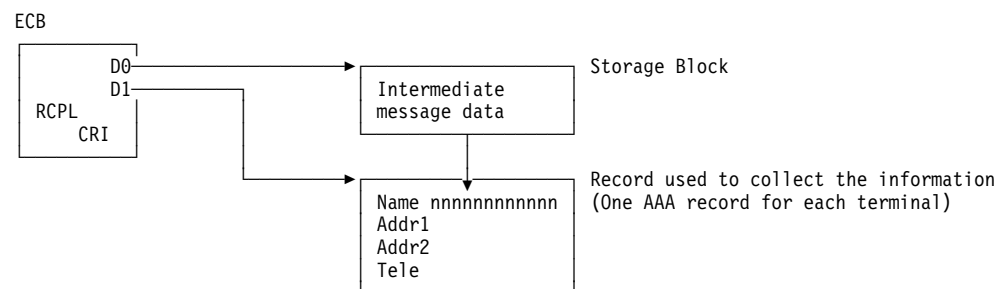 ECB
D0
D1
RCPL
CRI
Intermediate
message data
Storage Block
Name nnnnnnnnnnnn
Addr1
Addr2
Tele
Record used to collect the information
(One AAA record for each terminal)